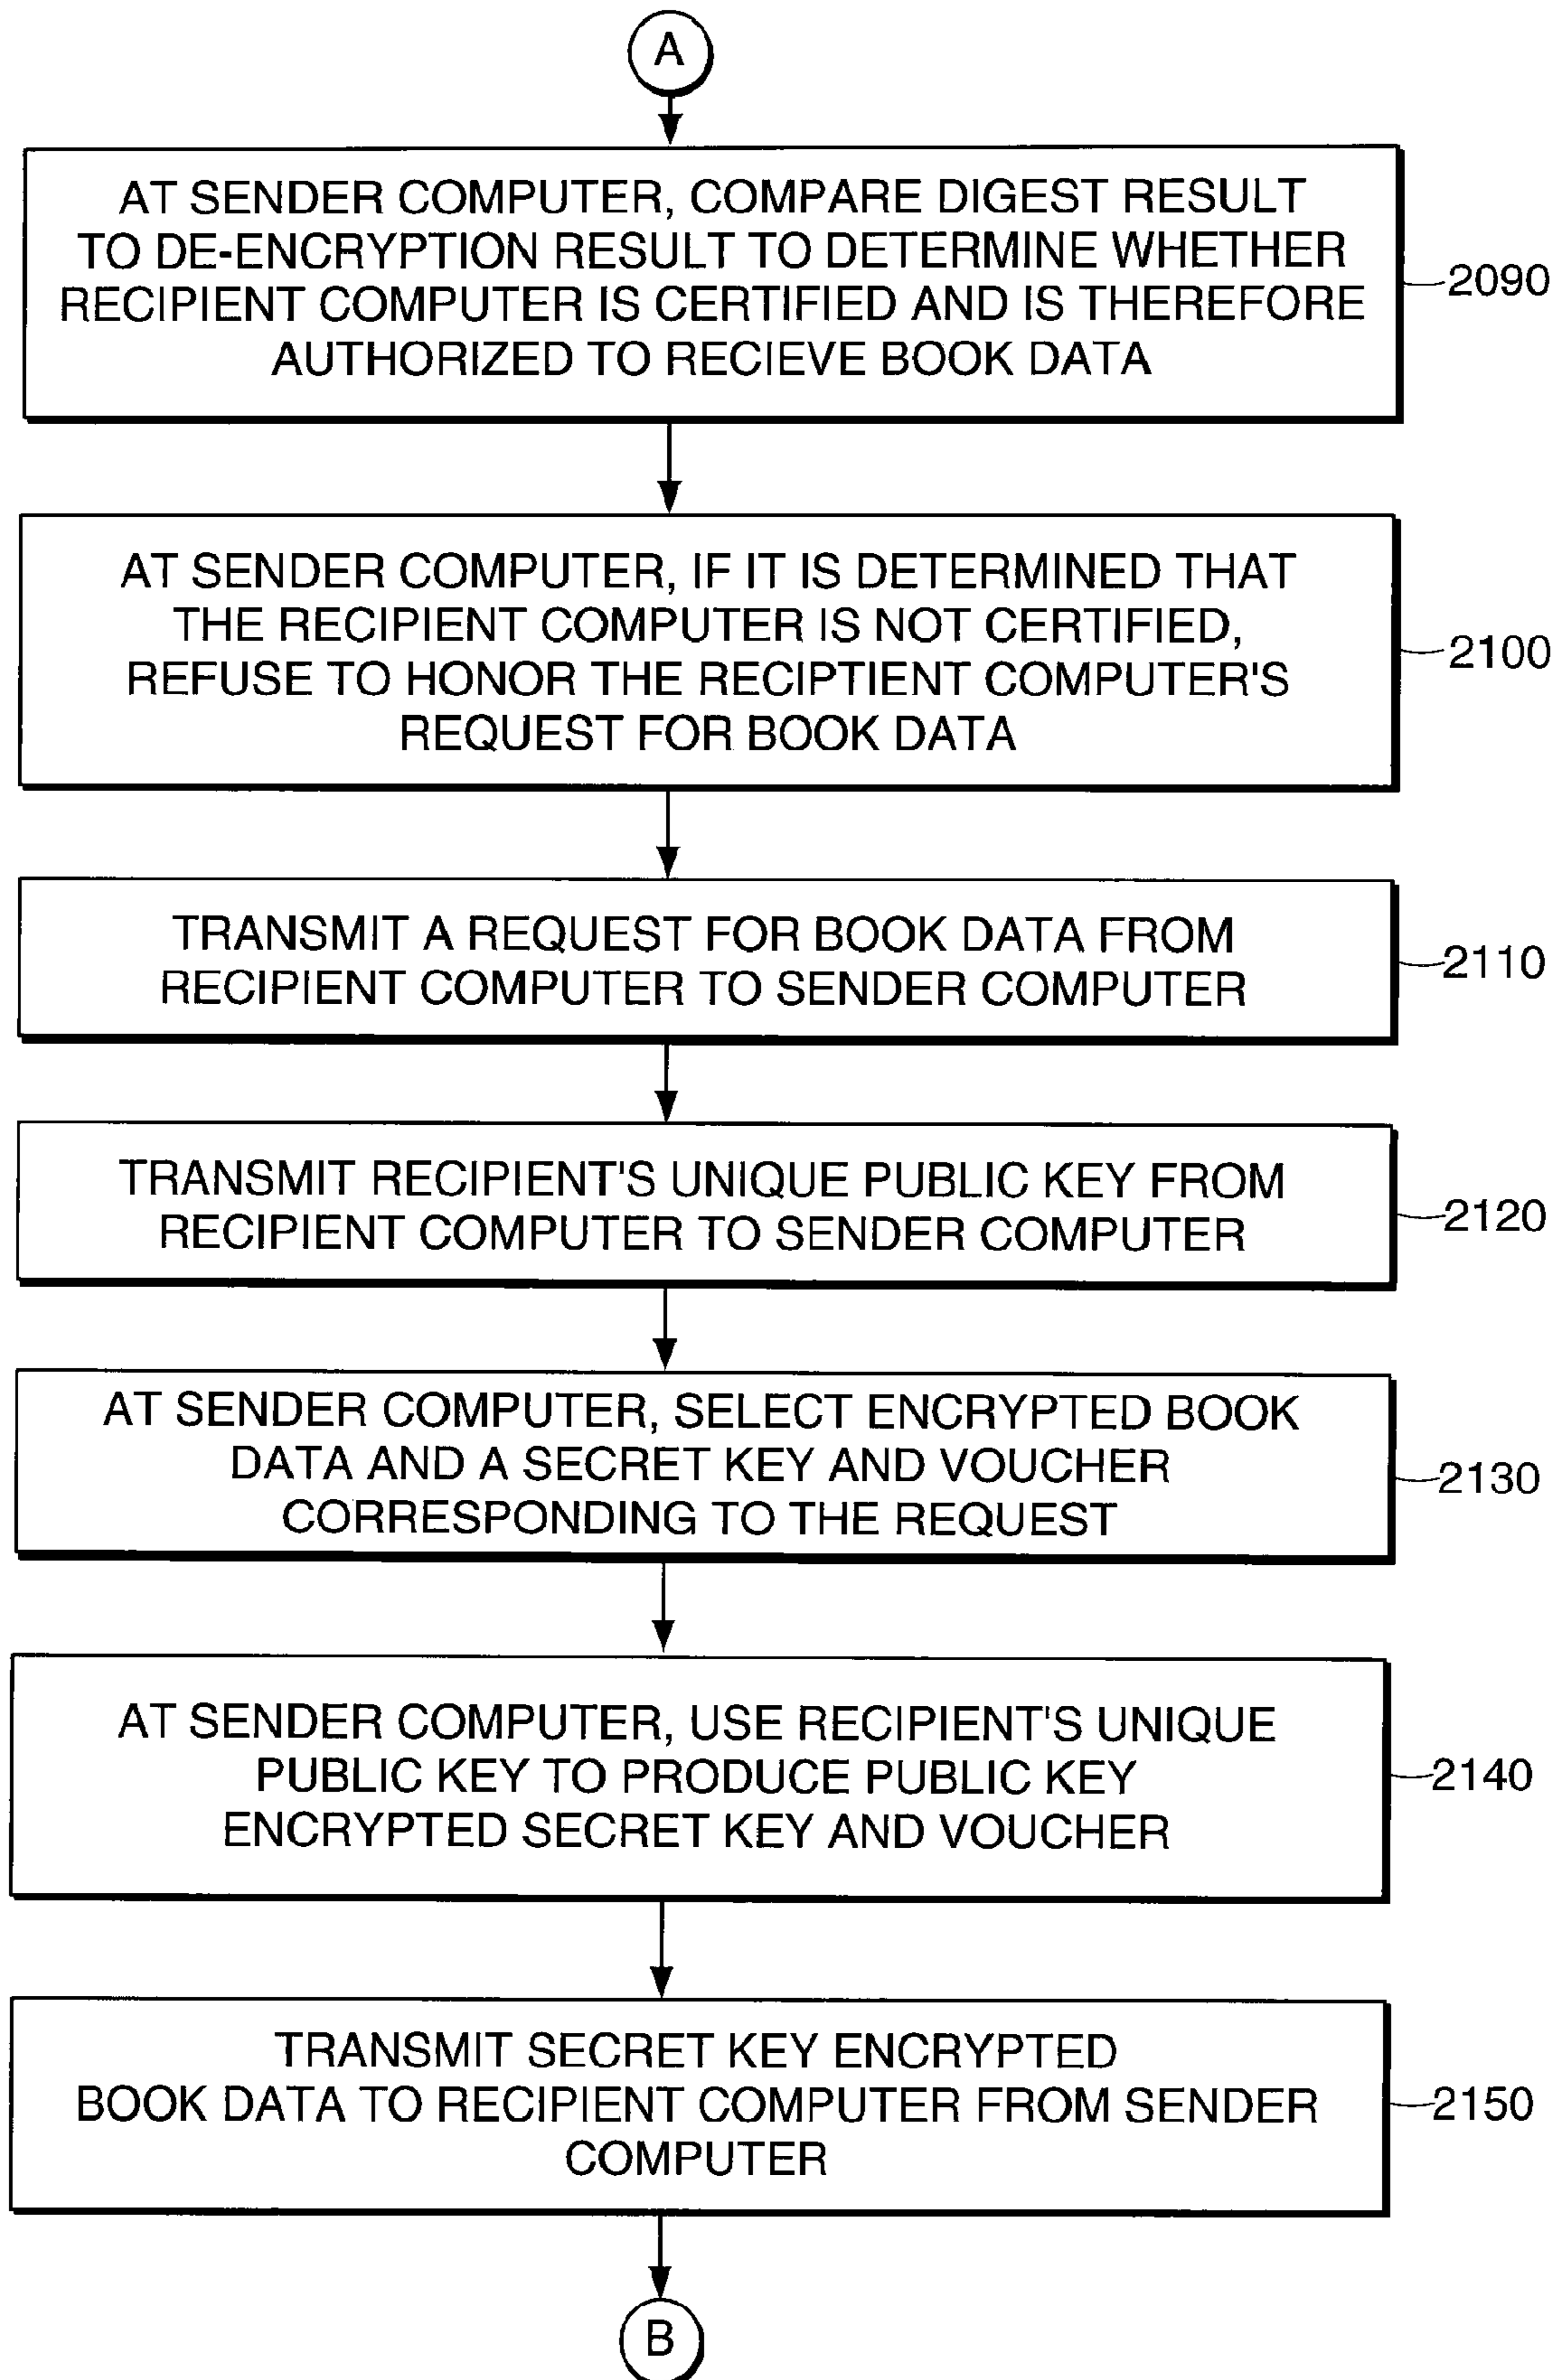 A
AT SENDER COMPUTER, COMPARE DIGEST RESULT
TO DE-ENCRYPTION RESULT TO DETERMINE WHETHER
RECIPIENT COMPUTER IS CERTIFIED AND IS THEREFORE
AUTHORIZED TO RECIEVE BOOK DATA
2090
AT SENDER COMPUTER, IF IT IS DETERMINED THAT
THE RECIPIENT COMPUTER IS NOT CERTIFIED,
REFUSE TO HONOR THE RECIPTIENT COMPUTER'S
REQUEST FOR BOOK DATA
2100
TRANSMIT A REQUEST FOR BOOK DATA FROM
RECIPIENT COMPUTER TO SENDER COMPUTER
2110
TRANSMIT RECIPIENT'S UNIQUE PUBLIC KEY FROM
RECIPIENT COMPUTER TO SENDER COMPUTER
2120
AT SENDER COMPUTER, SELECT ENCRYPTED BOOK
DATA AND A SECRET KEY AND VOUCHER
CORRESPONDING TO THE REQUEST
2130
AT SENDER COMPUTER, USE RECIPIENT'S UNIQUE
PUBLIC KEY TO PRODUCE PUBLIC KEY
ENCRYPTED SECRET KEY AND VOUCHER
2140
TRANSMIT SECRET KEY ENCRYPTED
BOOK DATA TO RECIPIENT COMPUTER FROM SENDER
COMPUTER
2150
B